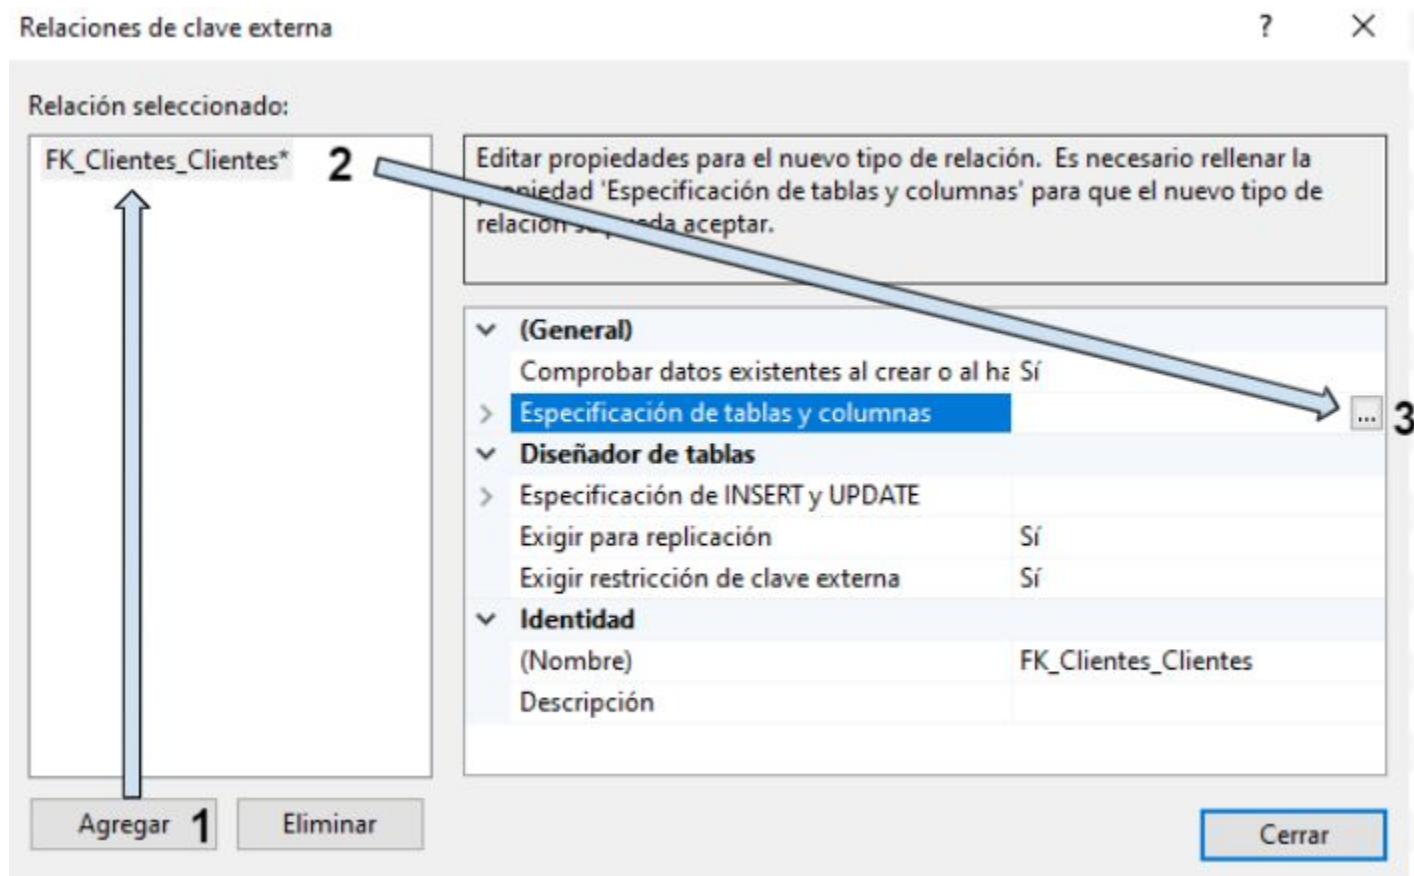 Relaciones de clave externa
?
Relación seleccionado:
FK_Clientes_Clientes*
2
Editar propiedades para el nuevo tipo de relación. Es necesario rellenar la
propiedad 'Especificación de tablas y columnas' para que el nuevo tipo de
relación se pueda aceptar.
(General)
Comprobar datos existentes al crear o al ha Sí
Especificación de tablas y columnas ... 3
Diseñador de tablas
Especificación de INSERT y UPDATE
Exigir para replicación Sí
Exigir restricción de clave externa Sí
Identidad
(Nombre) FK_Clientes_Clientes
Descripción
Agregar 1 Eliminar
Cerrar